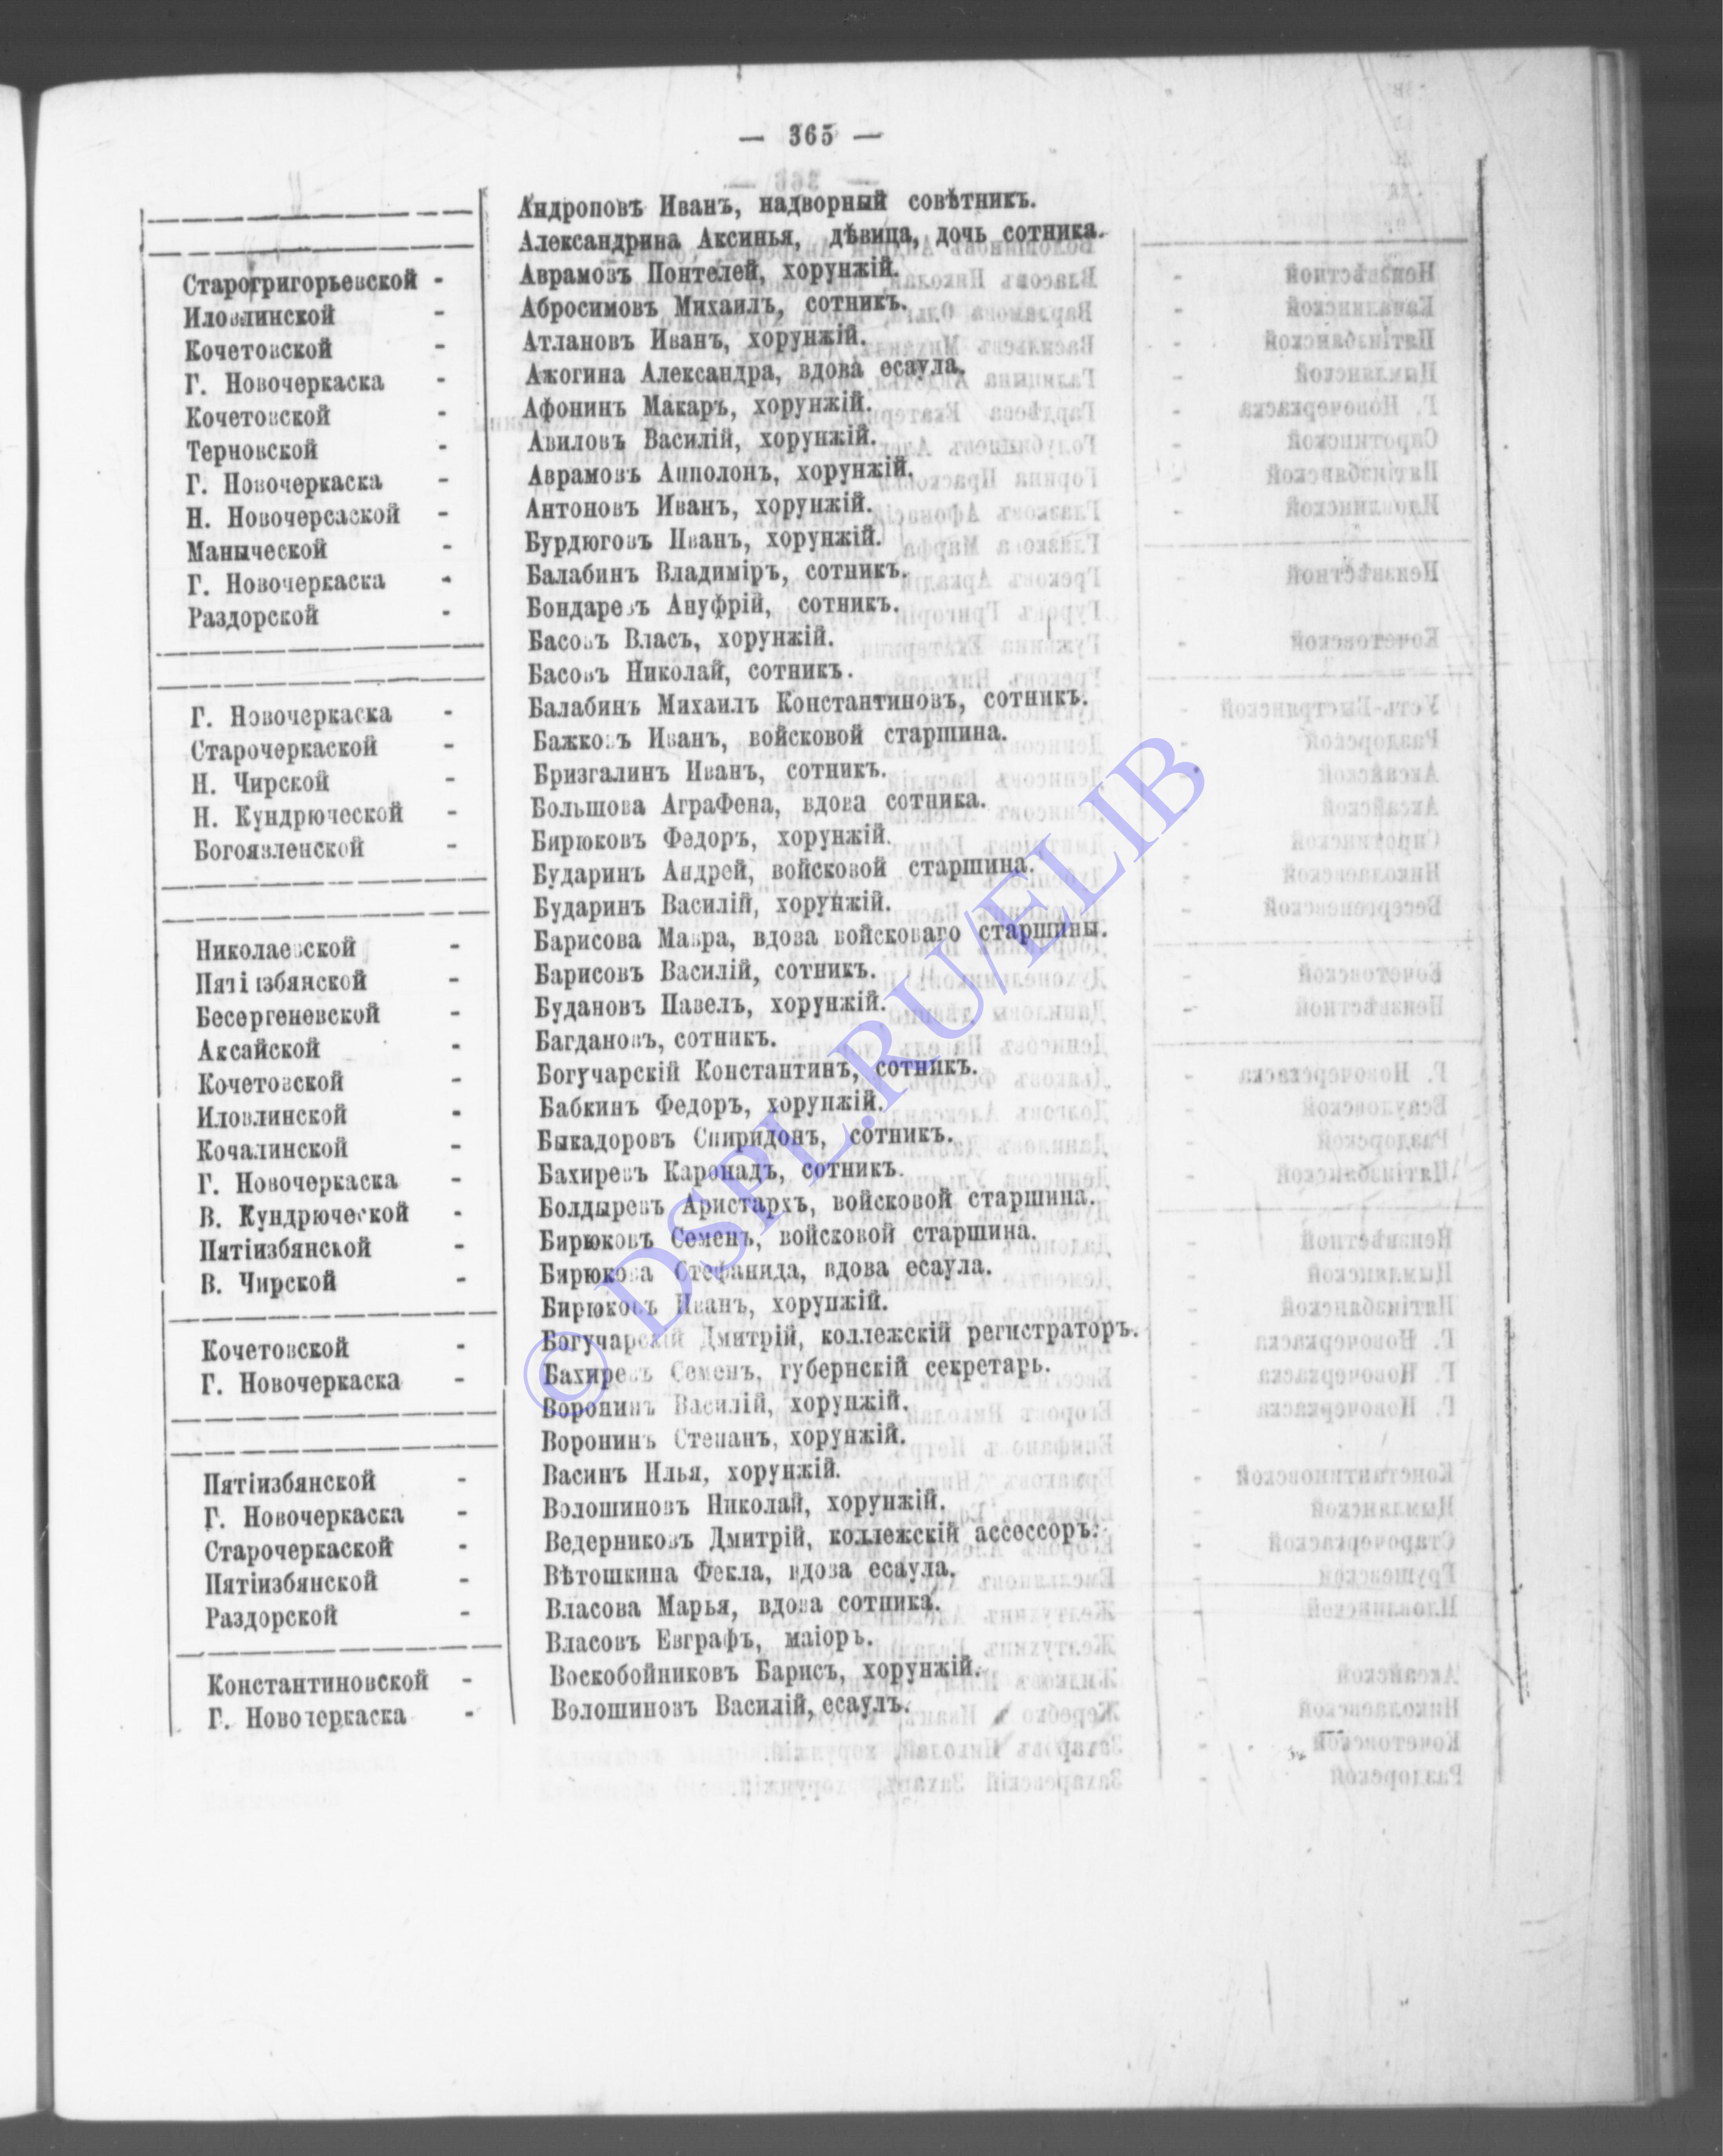 — 365 —
Андроповъ Иванъ, надворный совѣтникъ.
Александрина Аксинья, дѣвица, дочь сотника.
Старогригорьевской - Аврамовъ Понтелей, хорунжій.
Иловлинской - Абросимовъ Михаилъ, сотникъ.
Кочетовской - Атлановъ Иванъ, хорунжій.
Г. Новочеркаска - Ажогина Александра, вдова есаула.
Кочетовской - Афонинъ Макаръ, хорунжій.
Терновской - Авиловъ Василій, хорунжій.
Г. Новочеркаска - Аврамовъ Апполонъ, хорунжій.
Н. Новочерсаской - Антоновъ Иванъ, хорунжій.
Маныческой - Бурдюговъ Иванъ, хорунжій.
Г. Новочеркаска - Балабинъ Владиміръ, сотникъ.
Раздорской - Бондаревъ Ануфрій, сотникъ.
Басовъ Власъ, хорунжій.
Басовъ Николай, сотникъ.
Г. Новочеркаска - Балабинъ Михаилъ Константиновъ, сотникъ.
Старочеркаской - Бажковъ Иванъ, войсковой старшина.
Н. Чирской - Бризгалинъ Иванъ, сотникъ.
Н. Кундрюческой - Большова Аграфена, вдова сотника.
Богоявленской - Бирюковъ Федоръ, хорунжій.
Бударинъ Андрей, войсковой старшина.
Бударинъ Василій, хорунжій.
Николаевской - Барисова Мавра, вдова войсковаго старшины.
Пятіизбянской - Барисовъ Василій, сотникъ.
Бесергеневской - Будановъ Павелъ, хорунжій.
Аксайской - Багдановъ, сотникъ.
Кочетовской - Богучарскій Константинъ, сотникъ.
Иловлинской - Бабкинъ Федоръ, хорунжій.
Кочалинской - Быкадоровъ Спиридонъ, сотникъ.
Г. Новочеркаска - Бахиревъ Каронадъ, сотникъ.
В. Кундрюческой - Болдыревъ Аристархъ, войсковой старшина.
Пятіизбянской - Бирюковъ Семенъ, войсковой старшина.
В. Чирской - Бирюкова Стефанида, вдова есаула.
Бирюковъ Иванъ, хорунжій.
Кочетовской - Богучарскій Дмитрій, коллежскій регистраторъ.
Г. Новочеркаска - Бахиревъ Семенъ, губернскій секретарь.
Воронинъ Василій, хорунжій.
Воронинъ Степанъ, хорунжій.
Пятіизбянской - Васинъ Илья, хорунжій.
Г. Новочеркаска - Волошиновъ Николай, хорунжій.
Старочеркаской - Ведерниковъ Дмитрій, коллежскій ассессоръ.
Пятіизбянской - Вѣтошкина Фекла, вдова есаула.
Раздорской - Власова Марья, вдова сотника.
Власовъ Евграфъ, маіоръ.
Константиновской - Воскобойниковъ Барисъ, хорунжій.
Г. Новочеркаска - Волошиновъ Василій, есаулъ.
© DSPL.RU/ELIB